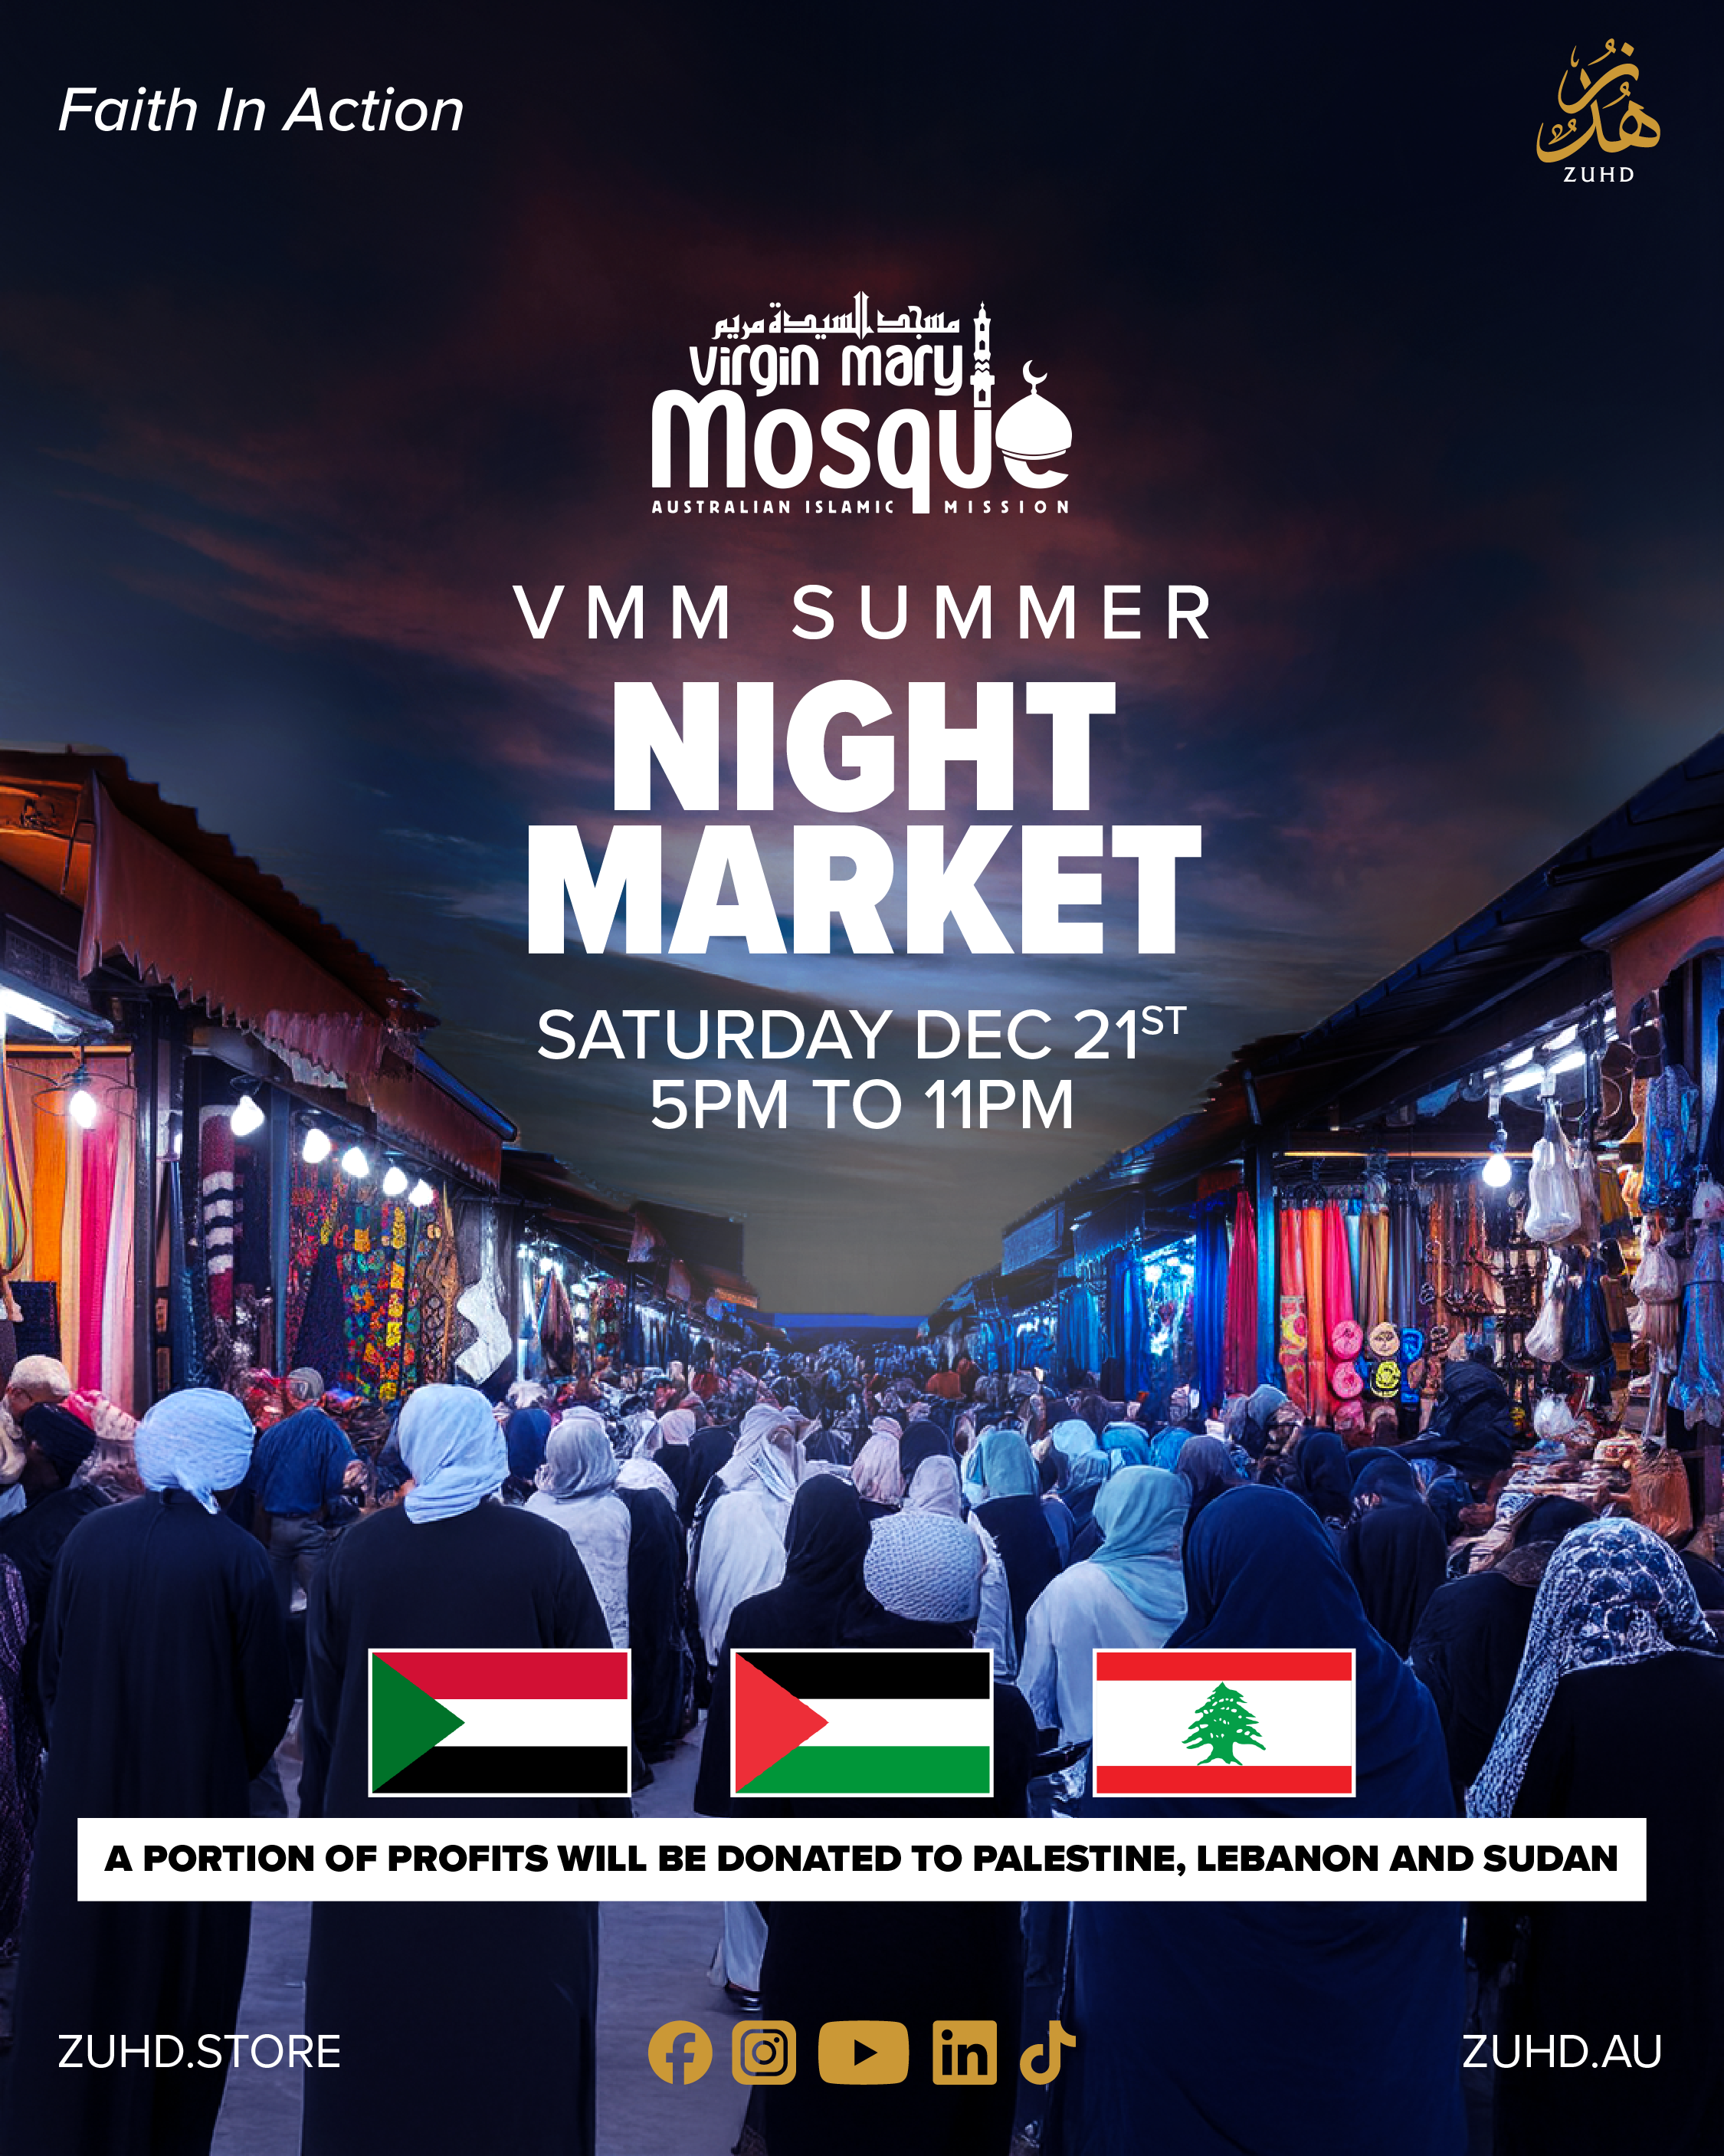 Faith In Action
زُهْد
ZUHD
مسجد السيدة مريم
virgin mary
mosque
AUSTRALIAN ISLAMIC MISSION
VMM SUMMER
NIGHT
MARKET
SATURDAY DEC 21ST
5PM TO 11PM
A PORTION OF PROFITS WILL BE DONATED TO PALESTINE, LEBANON AND SUDAN
ZUHD.STORE
in
ZUHD.AU